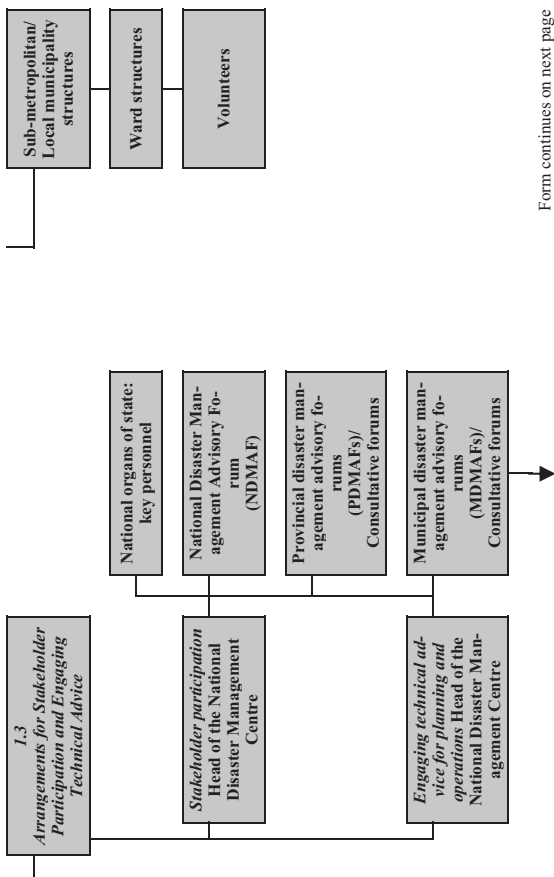 1.3
Arrangements for Stakeholder
Participation and Engaging
Technical Advice
Stakeholder participation
Head of the National
Disaster Management
Centre
Engaging technical ad-
vice for planning and
operations Head of the
National Disaster Man-
agement Centre
National organs of state:
key personnel
National Disaster Man-
agement Advisory Fo-
rum
(NDMAF)
Provincial disaster man-
agement advisory fo-
rums
(PDMAFs)/
Consultative forums
Municipal disaster man-
agement advisory fo-
rums
(MDMAFs)/
Consultative forums
Sub-metropolitan/
Local municipality
structures
Ward structures
Volunteers
Form continues on next page